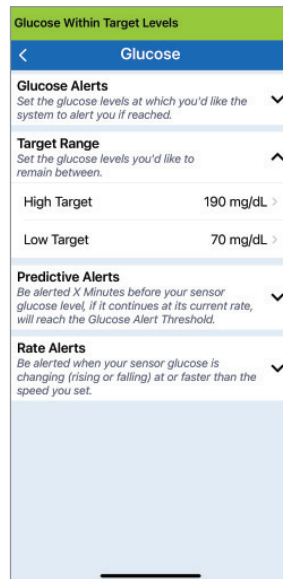 Glucose Within Target Levels
Glucose
Glucose Alerts
Set the glucose levels at which you'd like the
system to alert you if reached.
Target Range
Set the glucose levels you'd like to
remain between.
High Target 190 mg/dL
Low Target 70 mg/dL
Predictive Alerts
Be alerted X Minutes before your sensor
glucose level, if it continues at its current rate,
will reach the Glucose Alert Threshold.
Rate Alerts
Be alerted when your sensor glucose is
changing (rising or falling) at or faster than the
speed you set.